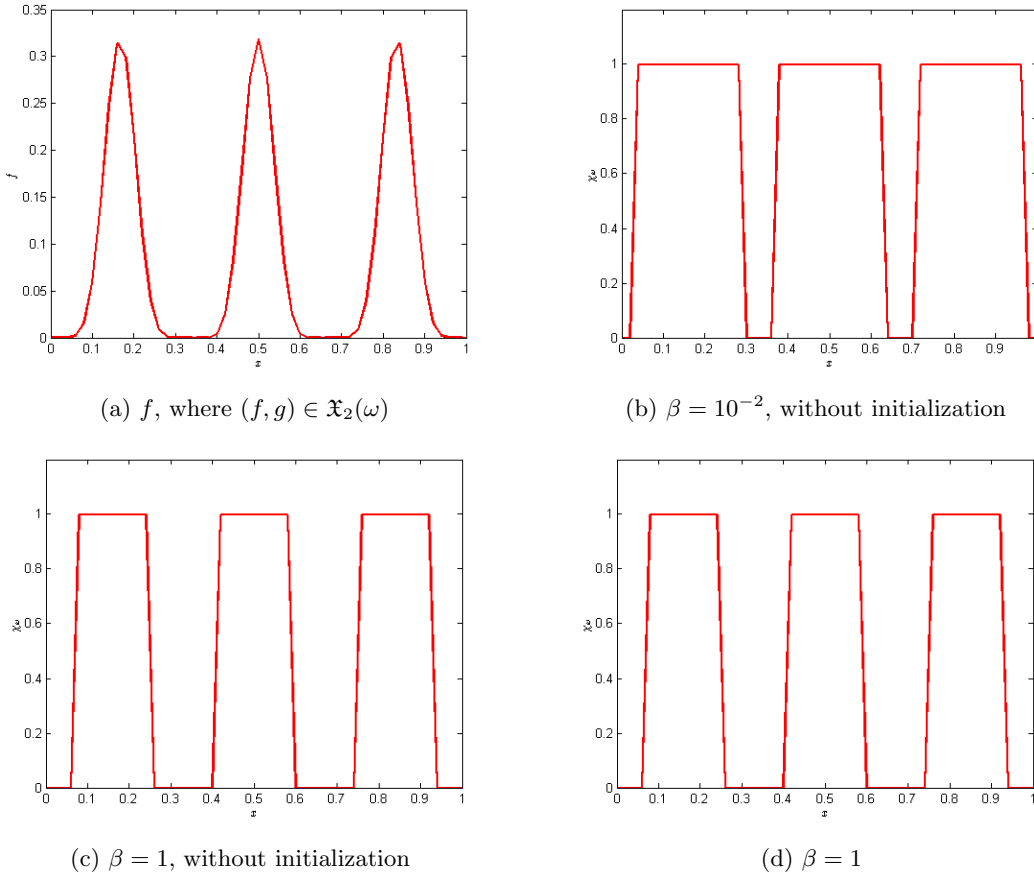 0.35
0.3
0.25
0.2
0.15
0.1
0.05
0
f
0 0.1 0.2 0.3 0.4 0.5 0.6 0.7 0.8 0.9 1
x
(a) f, where (f, g) ∈ 𝔛₂(ω)
1
0.8
0.6
0.4
0.2
0
χω
0 0.1 0.2 0.3 0.4 0.5 0.6 0.7 0.8 0.9 1
x
(b) β = 10⁻², without initialization
1
0.8
0.6
0.4
0.2
0
χω
0 0.1 0.2 0.3 0.4 0.5 0.6 0.7 0.8 0.9 1
x
(c) β = 1, without initialization
1
0.8
0.6
0.4
0.2
0
χω
0 0.1 0.2 0.3 0.4 0.5 0.6 0.7 0.8 0.9 1
x
(d) β = 1